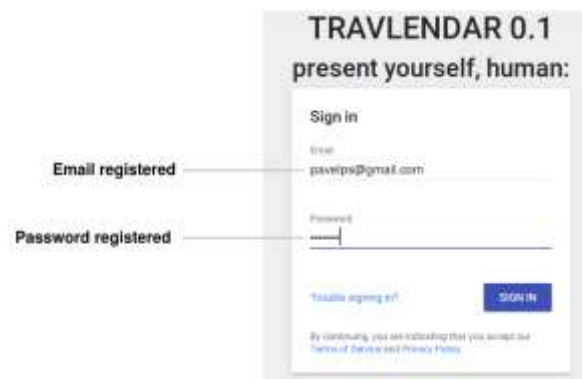 TRAVLENDAR 0.1
present yourself, human:
Sign in
Email
Email registered
pavelps@gmail.com
Password
Password registered
Trouble signing in?
SIGN IN
By continuing, you are indicating that you accept our
Terms of Service and Privacy Policy